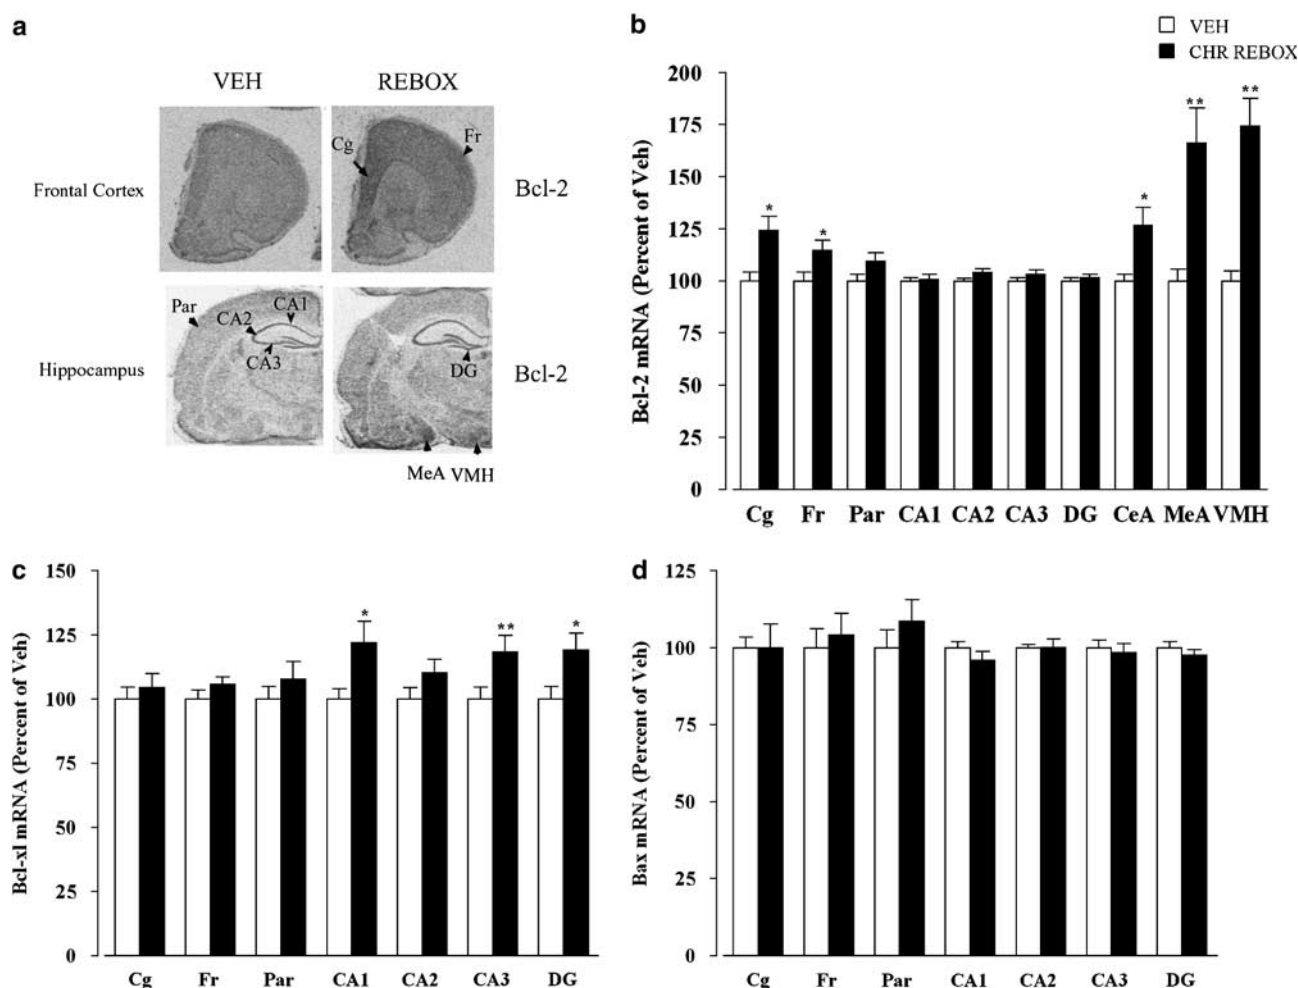 a
VEH REBOX
Cg
Fr
Frontal Cortex
Bcl-2
Par
CA1
CA2
CA3
DG
Hippocampus
Bcl-2
MeA VMH
b
VEH
CHR REBOX
Bcl-2 mRNA (Percent of Veh)
200
175
150
125
100
75
50
25
0
* * * ** **
Cg Fr Par CA1 CA2 CA3 DG CeA MeA VMH
c
Bcl-xl mRNA (Percent of Veh)
150
125
100
75
50
25
0
* ** *
Cg Fr Par CA1 CA2 CA3 DG
d
Bax mRNA (Percent of Veh)
125
100
75
50
25
0
Cg Fr Par CA1 CA2 CA3 DG